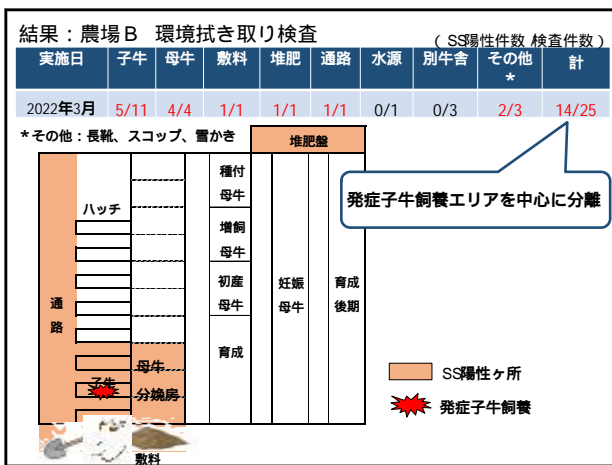 結果：農場B 環境拭き取り検査
（SS陽性件数/検査件数）
実施日 子牛 母牛 敷料 堆肥 通路 水源 別牛舎 その他* 計
2022年3月 5/11 4/4 1/1 1/1 1/1 0/1 0/3 2/3 14/25
*その他：長靴、スコップ、雪かき
堆肥盤
発症子牛飼養エリアを中心に分離
ハッチ
通路
種付母牛
増飼母牛
初産母牛
育成
妊娠母牛
育成後期
母牛
分娩房
子牛
敷料
SS陽性ヶ所
発症子牛飼養